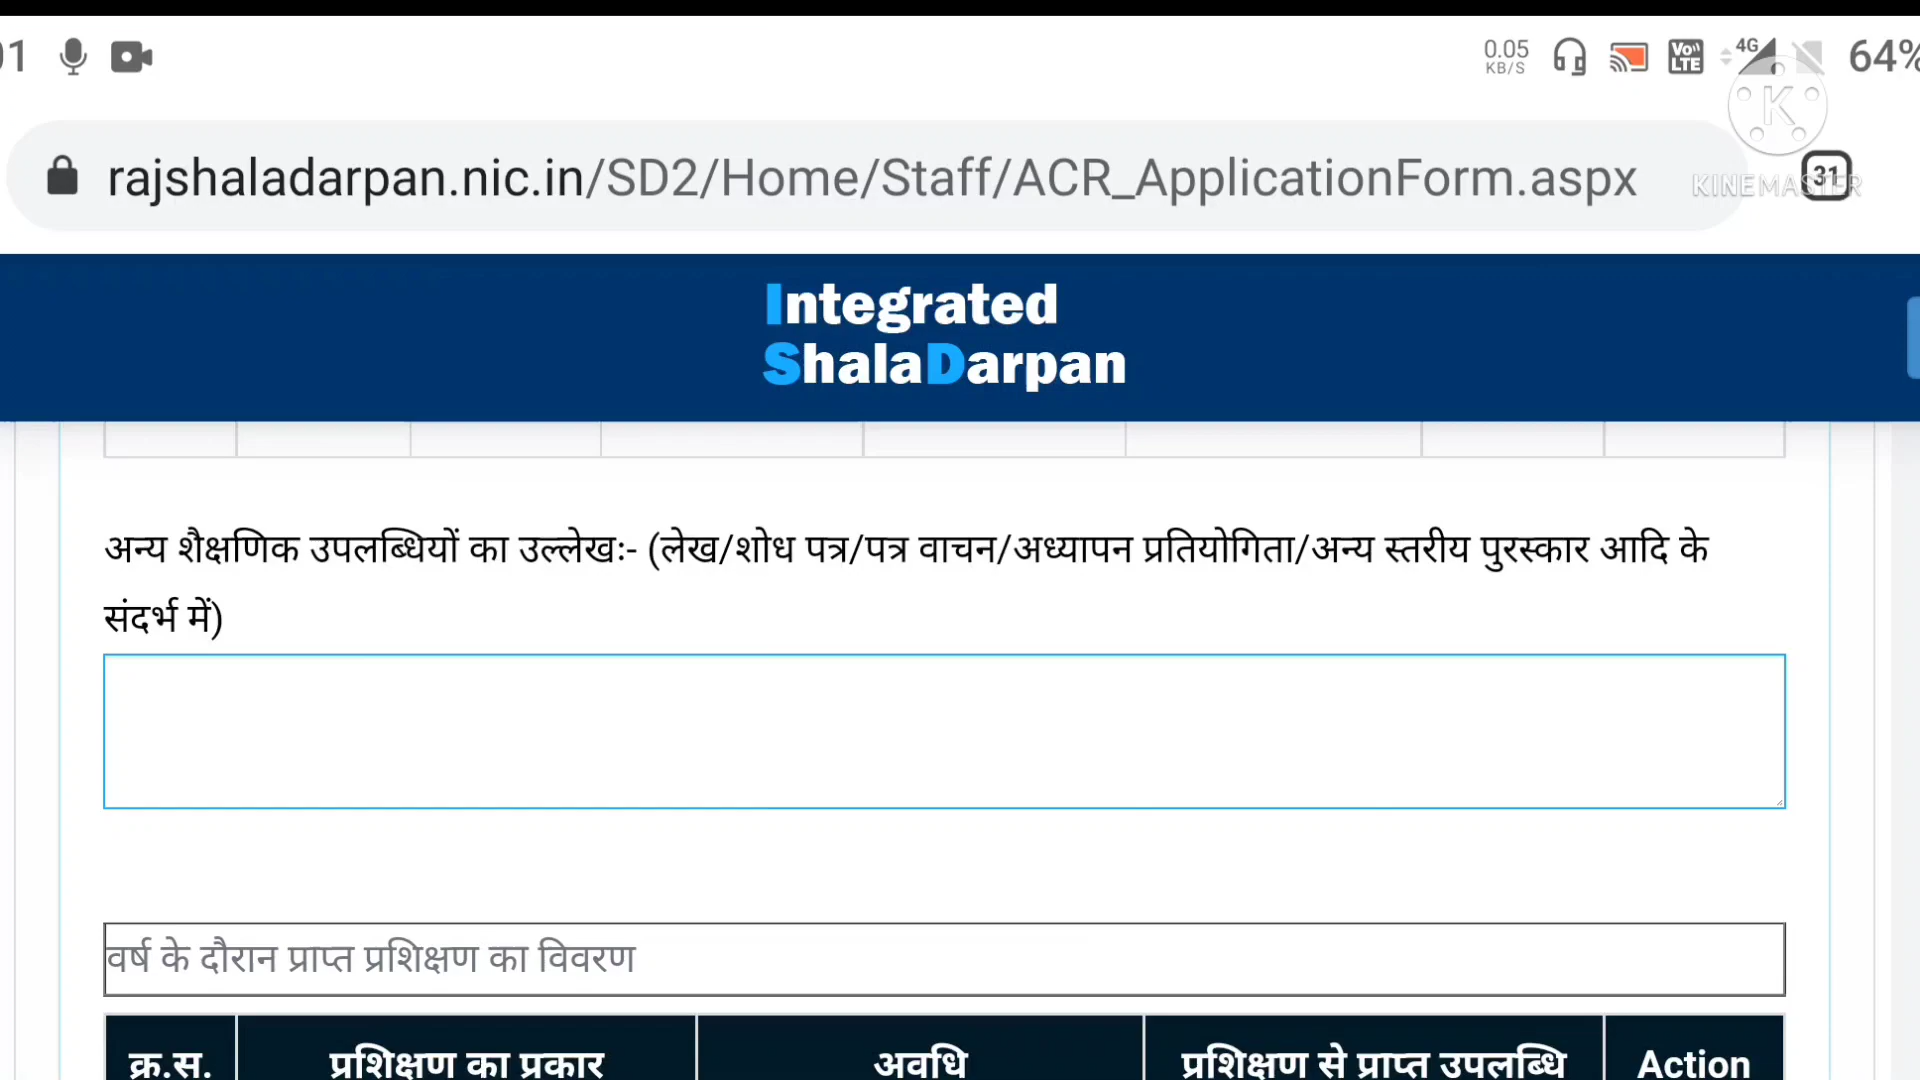 0.05
KB/S
Vo))
LTE
4G
64%
K
rajshaladarpan.nic.in/SD2/Home/Staff/ACR_ApplicationForm.aspx
KINEMASTER
31
Integrated
ShalaDarpan
अन्य शैक्षणिक उपलब्धियों का उल्लेखः- (लेख/शोध पत्र/पत्र वाचन/अध्यापन प्रतियोगिता/अन्य स्तरीय पुरस्कार आदि के
संदर्भ में)
वर्ष के दौरान प्राप्त प्रशिक्षण का विवरण
क्र.स. प्रशिक्षण का प्रकार अवधि प्रशिक्षण से प्राप्त उपलब्धि Action